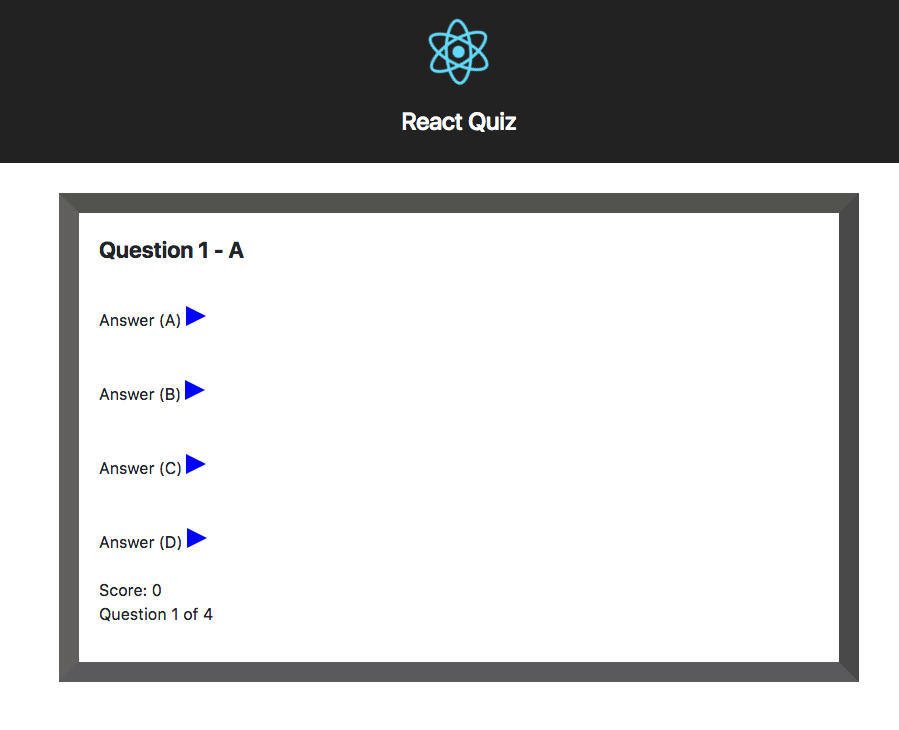 React Quiz
Question 1 - A
Answer (A)
Answer (B)
Answer (C)
Answer (D)
Score: 0
Question 1 of 4